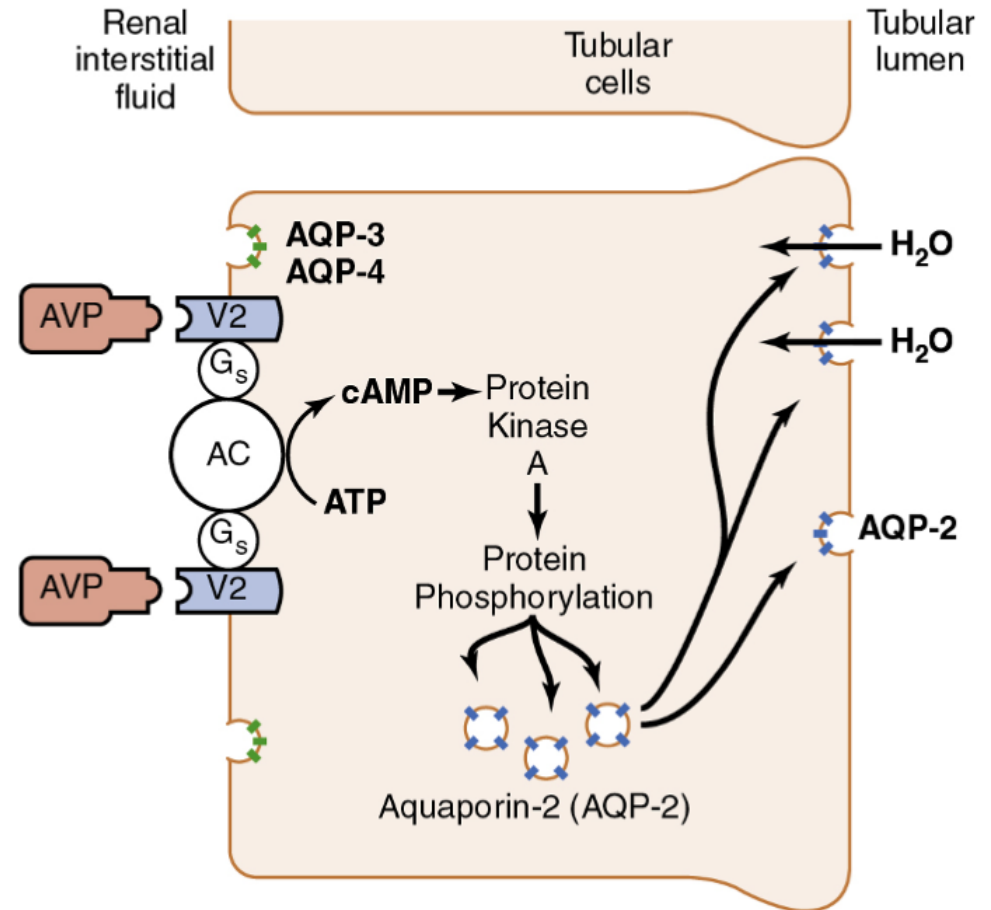 Renal
interstitial
fluid
Tubular
cells
Tubular
lumen
AQP-3
AQP-4
H₂O
AVP
V2
H₂O
Gs
cAMP
Protein
Kinase
A
AC
ATP
Gs
AQP-2
Protein
Phosphorylation
AVP
V2
Aquaporin-2 (AQP-2)